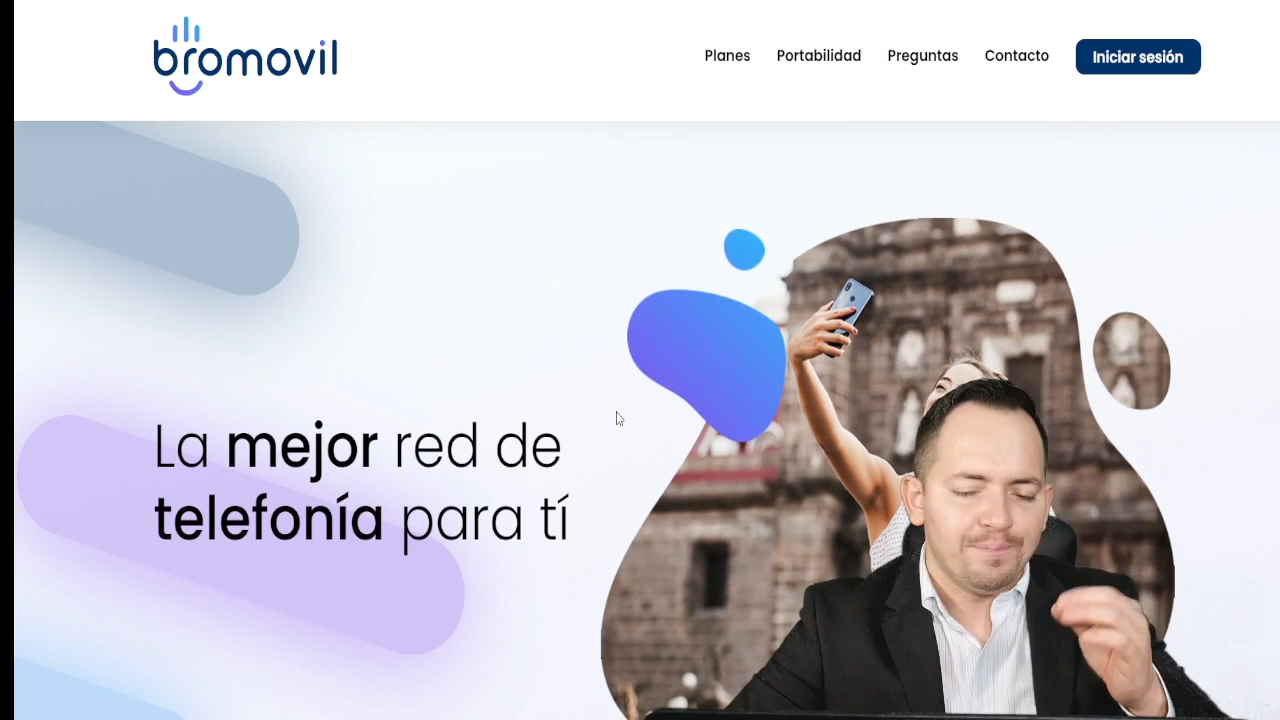 bromovil
Planes Portabilidad Preguntas Contacto Iniciar sesión
La mejor red de
telefonía para tí